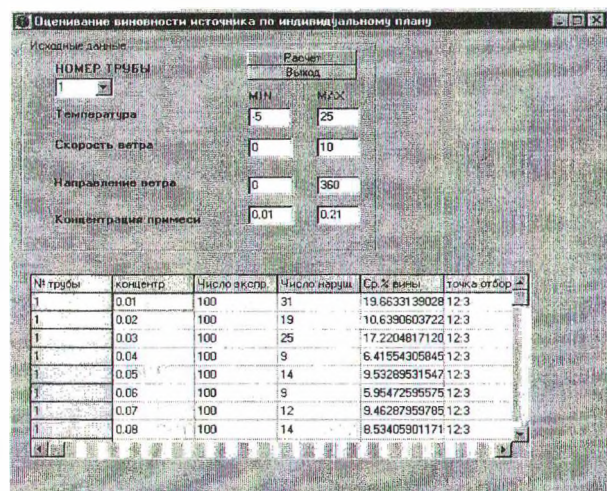 Оценивание виновности источника по индивидуальному плану
Исходные данные
НОМЕР ТРУБЫ
1
Расчет
Выход
MIN MAX
Температура -5 25
Скорость ветра 0 10
Направление ветра 0 360
Концентрация примеси 0.01 0.21
№ трубы концентр Число экспр. Число наруш Ср.% вины точка отбор
1 0.01 100 31 19.6633139028 12:3
1 0.02 100 19 10.6390603722 12:3
1 0.03 100 25 17.2204817120 12:3
1 0.04 100 9 6.41554305845 12:3
1 0.05 100 14 9.53289531547 12:3
1 0.06 100 9 5.95472595575 12:3
1 0.07 100 12 9.46287959785 12:3
1 0.08 100 14 8.53405901171 12:3